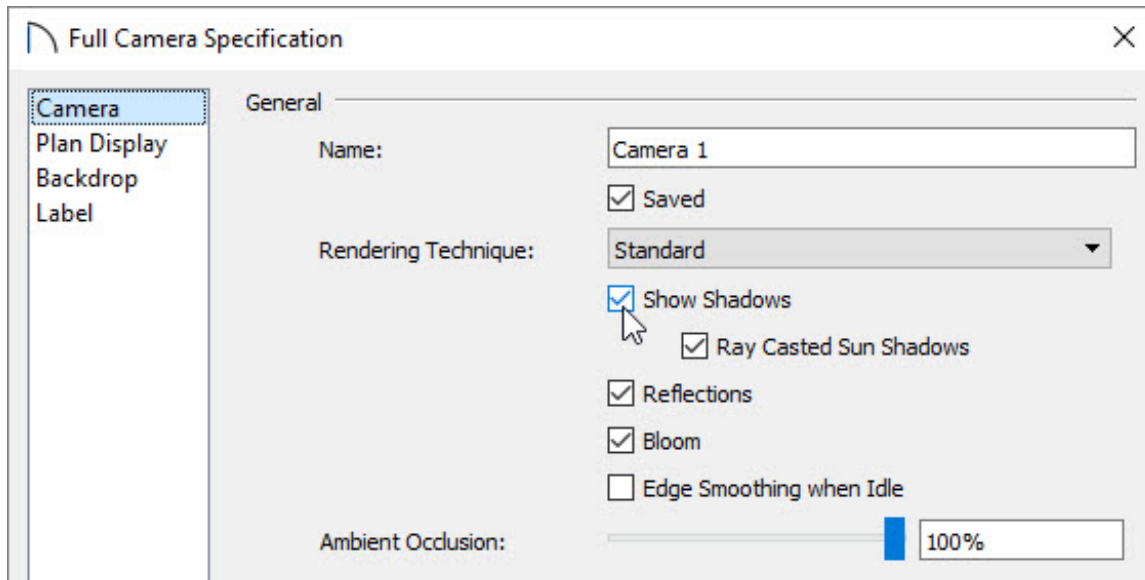 Full Camera Specification
Camera
Plan Display
Backdrop
Label
General
Name: Camera 1
Saved
Rendering Technique: Standard
Show Shadows
Ray Casted Sun Shadows
Reflections
Bloom
Edge Smoothing when Idle
Ambient Occlusion: 100%